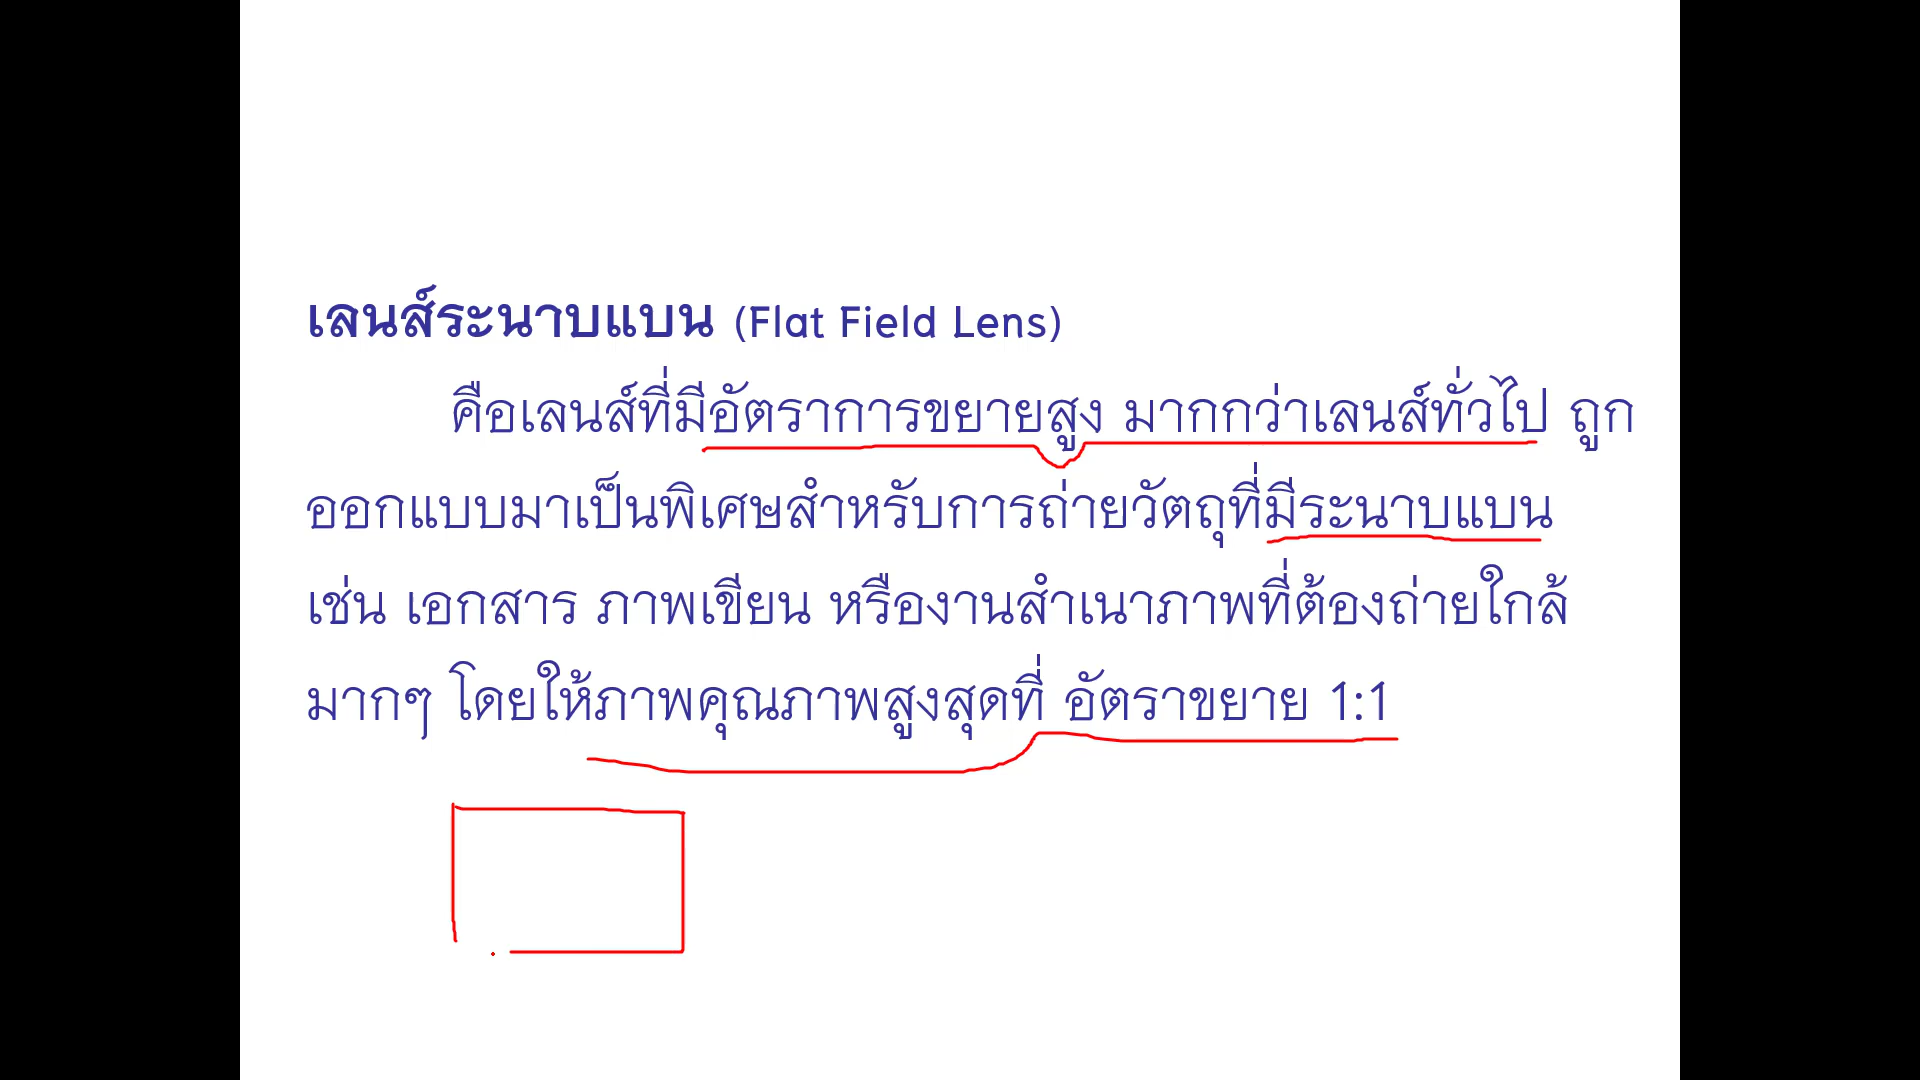 เลนส์ระนาบแบน (Flat Field Lens)
คือเลนส์ที่มีอัตราการขยายสูง มากกว่าเลนส์ทั่วไป ถูก
ออกแบบมาเป็นพิเศษสำหรับการถ่ายวัตถุที่มีระนาบแบน
เช่น เอกสาร ภาพเขียน หรืองานสำเนาภาพที่ต้องถ่ายใกล้
มากๆ โดยให้ภาพคุณภาพสูงสุดที่ อัตราขยาย 1:1